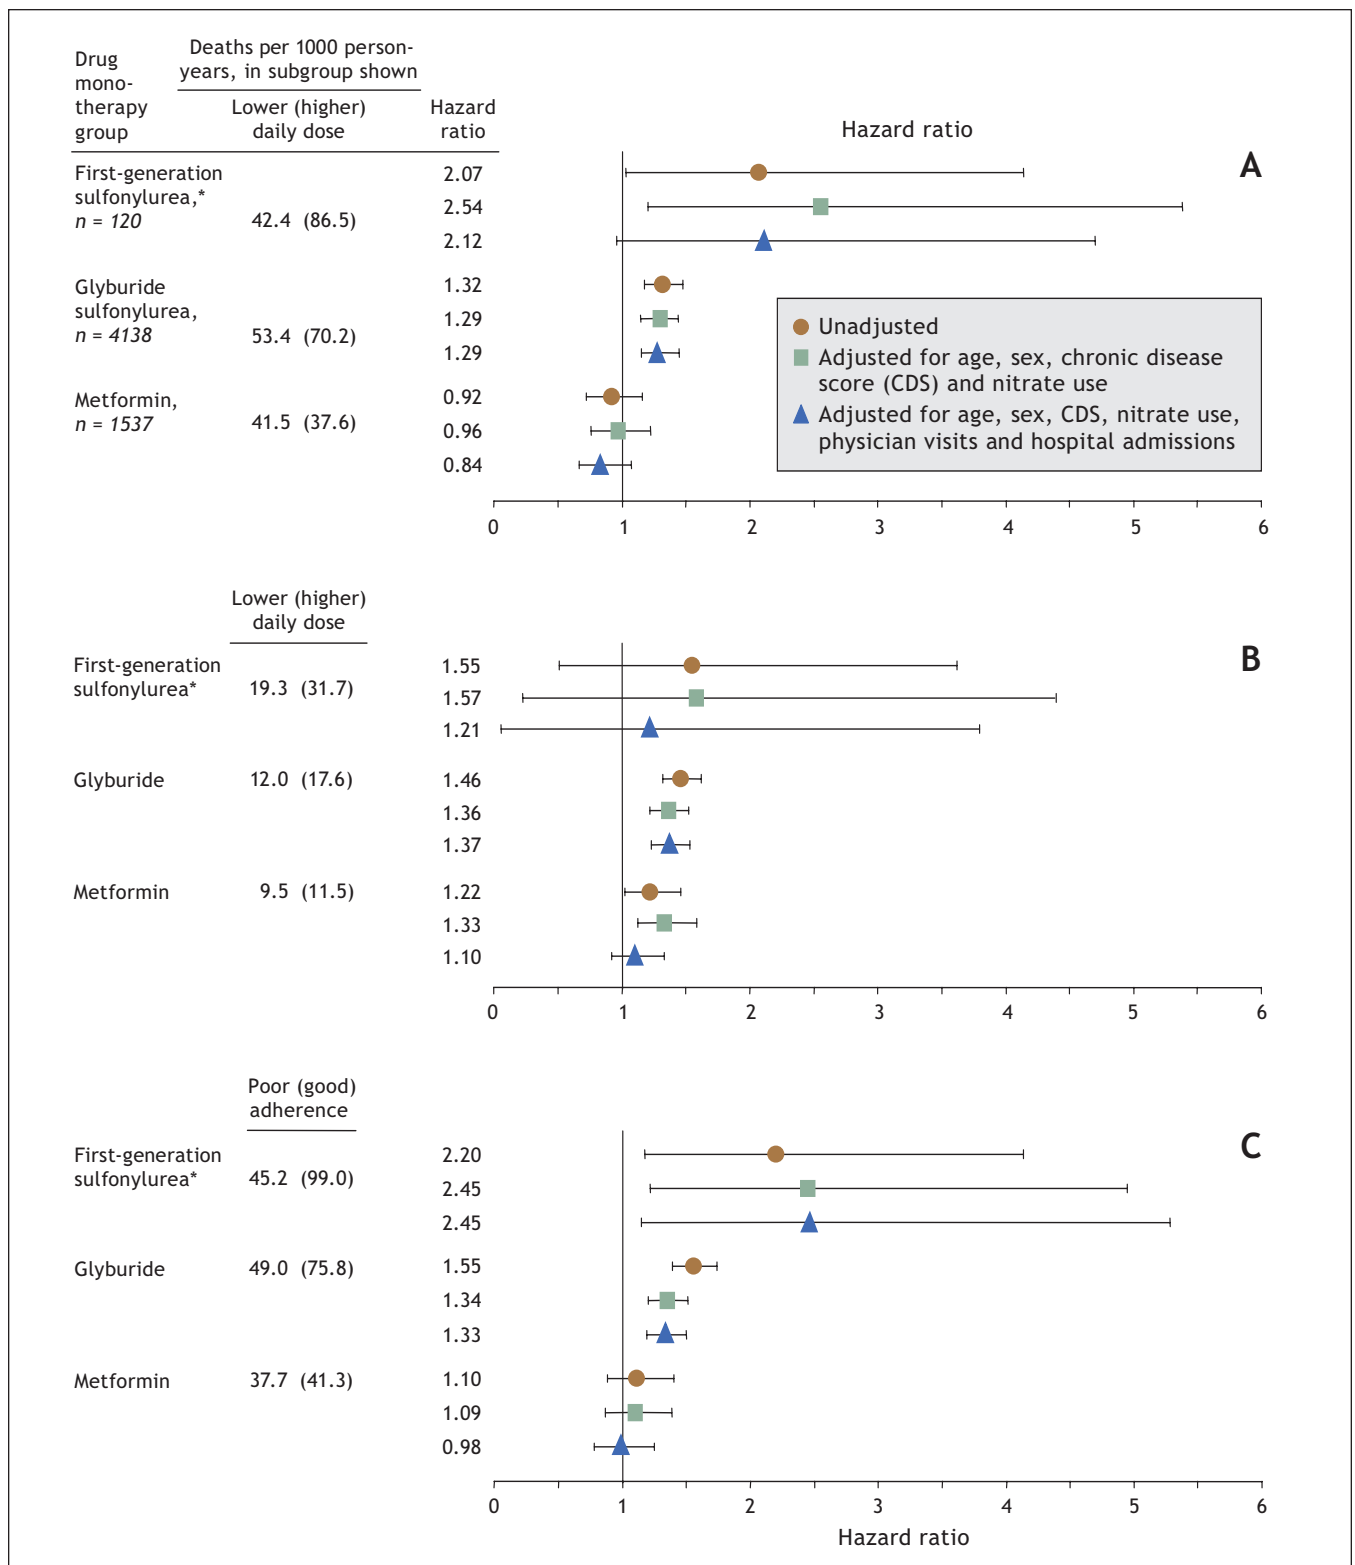 Drug
mono-
therapy
group
Deaths per 1000 person-
years, in subgroup shown
Lower (higher)
daily dose
Hazard
ratio
Hazard ratio
A
First-generation
sulfonylurea,*
n = 120
42.4 (86.5)
2.07
2.54
2.12
Glyburide
sulfonylurea,
n = 4138
53.4 (70.2)
1.32
1.29
1.29
Metformin,
n = 1537
41.5 (37.6)
0.92
0.96
0.84
Unadjusted
Adjusted for age, sex, chronic disease
score (CDS) and nitrate use
Adjusted for age, sex, CDS, nitrate use,
physician visits and hospital admissions
0 1 2 3 4 5 6
Lower (higher)
daily dose
B
First-generation
sulfonylurea*
19.3 (31.7)
1.55
1.57
1.21
Glyburide
12.0 (17.6)
1.46
1.36
1.37
Metformin
9.5 (11.5)
1.22
1.33
1.10
0 1 2 3 4 5 6
Poor (good)
adherence
C
First-generation
sulfonylurea*
45.2 (99.0)
2.20
2.45
2.45
Glyburide
49.0 (75.8)
1.55
1.34
1.33
Metformin
37.7 (41.3)
1.10
1.09
0.98
0 1 2 3 4 5 6
Hazard ratio